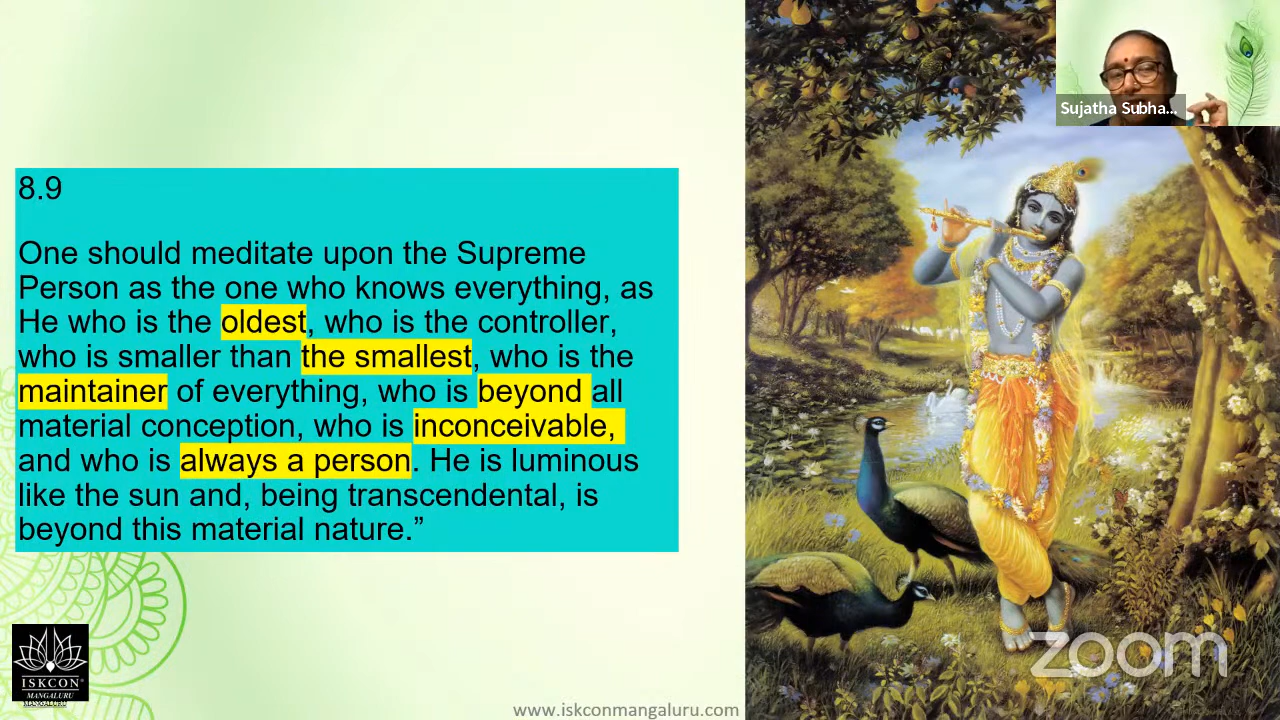 Sujatha Subha...
8.9
One should meditate upon the Supreme
Person as the one who knows everything, as
He who is the oldest, who is the controller,
who is smaller than the smallest, who is the
maintainer of everything, who is beyond all
material conception, who is inconceivable,
and who is always a person. He is luminous
like the sun and, being transcendental, is
beyond this material nature.”
zoom
ISKCON
MANGALURU
MANGALURU
www.iskconmangaluru.com